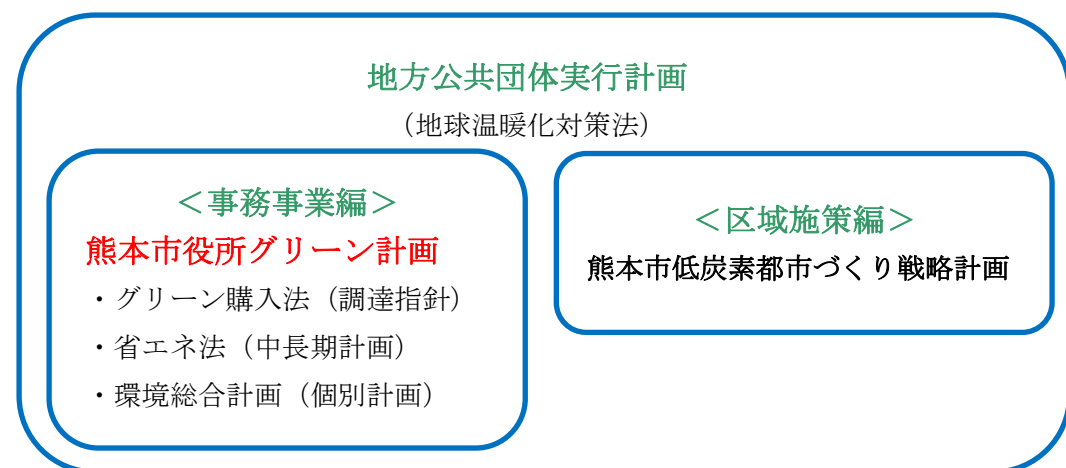 地方公共団体実行計画
（地球温暖化対策法）
＜事務事業編＞
熊本市役所グリーン計画
・グリーン購入法（調達指針）
・省エネ法（中長期計画）
・環境総合計画（個別計画）
＜区域施策編＞
熊本市低炭素都市づくり戦略計画